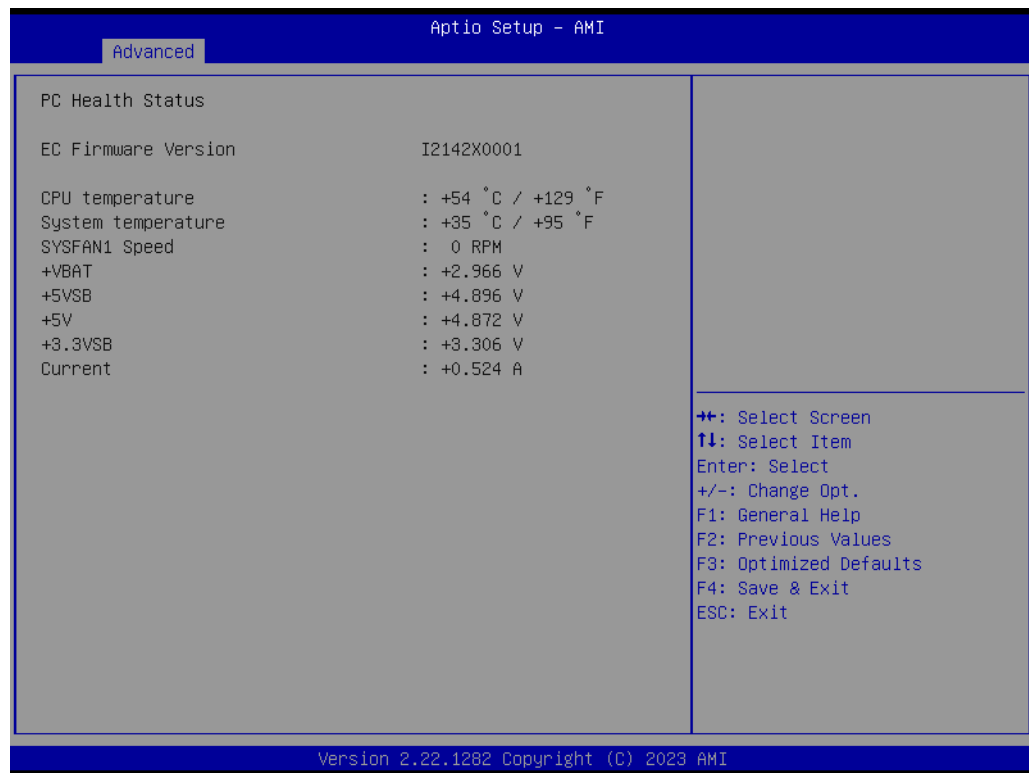 Aptio Setup – AMI
Advanced
PC Health Status
EC Firmware Version I2142X0001
CPU temperature : +54 °C / +129 °F
System temperature : +35 °C / +95 °F
SYSFAN1 Speed : 0 RPM
+VBAT : +2.966 V
+5VSB : +4.896 V
+5V : +4.872 V
+3.3VSB : +3.306 V
Current : +0.524 A
→←: Select Screen
↑↓: Select Item
Enter: Select
+/-: Change Opt.
F1: General Help
F2: Previous Values
F3: Optimized Defaults
F4: Save & Exit
ESC: Exit
Version 2.22.1282 Copyright (C) 2023 AMI